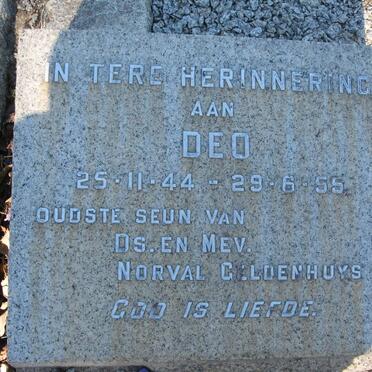 IN TERE HERINNERING
AAN
DEO
25-11-44 - 29-6-55
OUDSTE SEUN VAN
DS. EN MEV.
NORVAL GELDENHUYS
GOD IS LIEFDE.